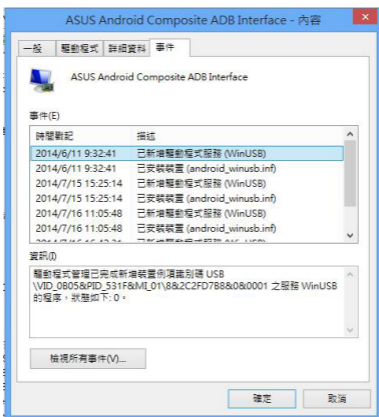 ASUS Android Composite ADB Interface - 內容
一般 驅動程式 詳細資料 事件
ASUS Android Composite ADB Interface
事件(E)
時間戳記 描述
2014/6/11 9:32:41 已新增驅動程式服務 (WinUSB)
2014/6/11 9:32:41 已安裝裝置 (android_winusb.inf)
2014/7/15 15:25:14 已新增驅動程式服務 (WinUSB)
2014/7/15 15:25:14 已安裝裝置 (android_winusb.inf)
2014/7/16 11:05:48 已新增驅動程式服務 (WinUSB)
2014/7/16 11:05:48 已安裝裝置 (android_winusb.inf)
資訊(I)
驅動程式管理已完成新增裝置例項識別碼 USB
\VID_0B05&PID_531F&MI_01\8&2C2FD7B8&0&0001 之服務 WinUSB
的程序，狀態如下: 0。
檢視所有事件(V)...
確定 取消